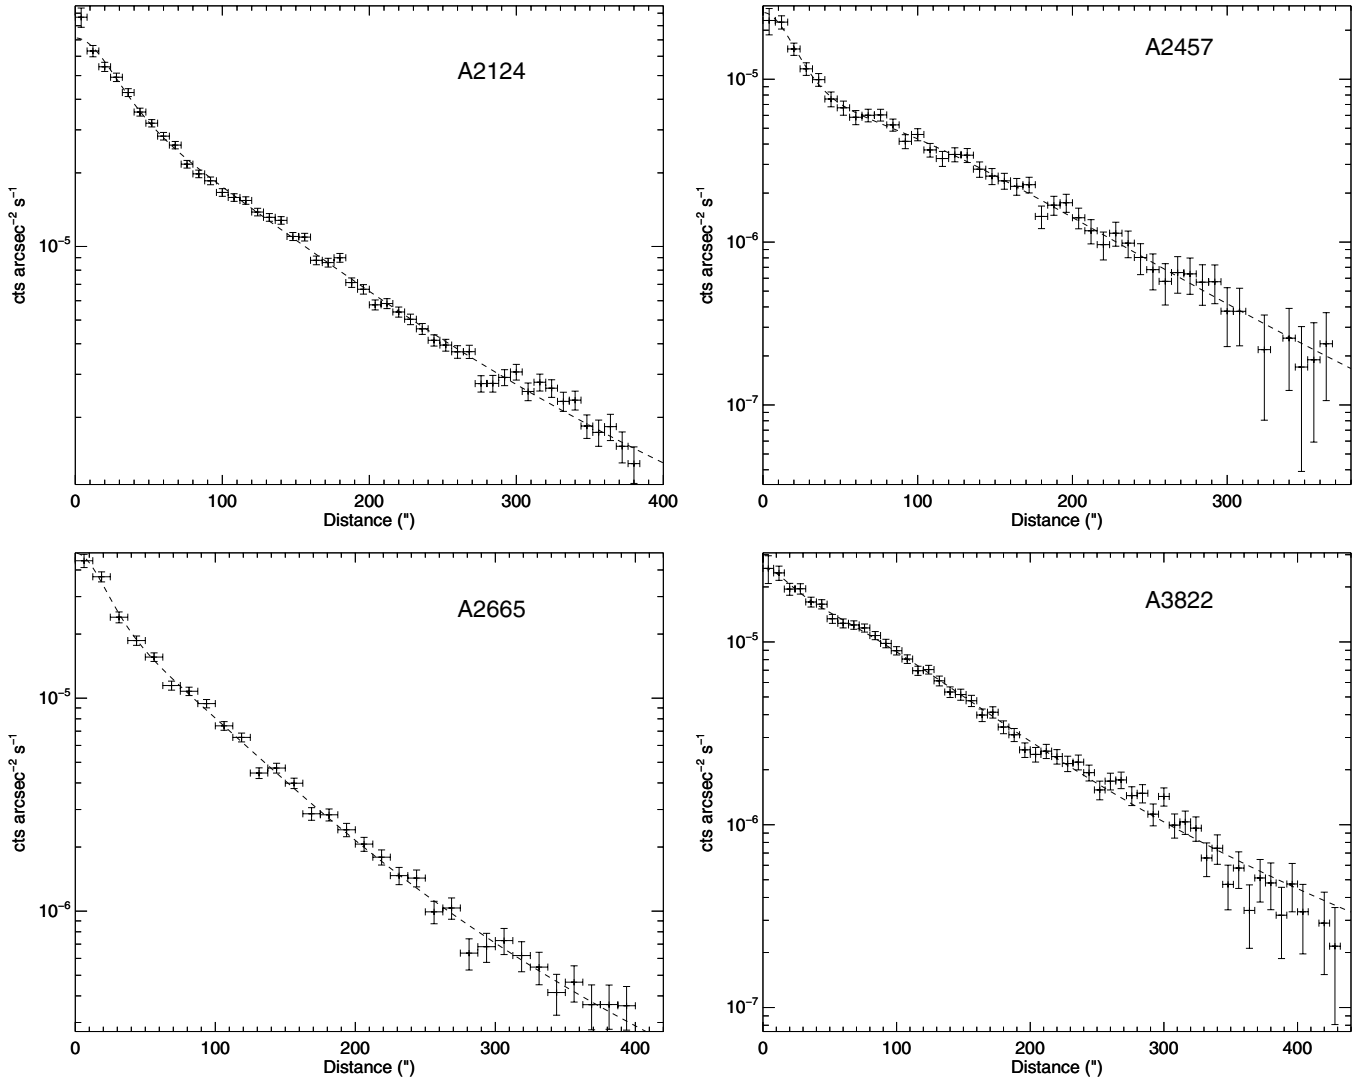 A2124
cts arcsec⁻² s⁻¹
10⁻⁵
0 100 200 300 400
Distance (")
A2457
cts arcsec⁻² s⁻¹
10⁻⁵
10⁻⁶
10⁻⁷
0 100 200 300
Distance (")
A2665
cts arcsec⁻² s⁻¹
10⁻⁵
10⁻⁶
0 100 200 300 400
Distance (")
A3822
cts arcsec⁻² s⁻¹
10⁻⁵
10⁻⁶
10⁻⁷
0 100 200 300 400
Distance (")